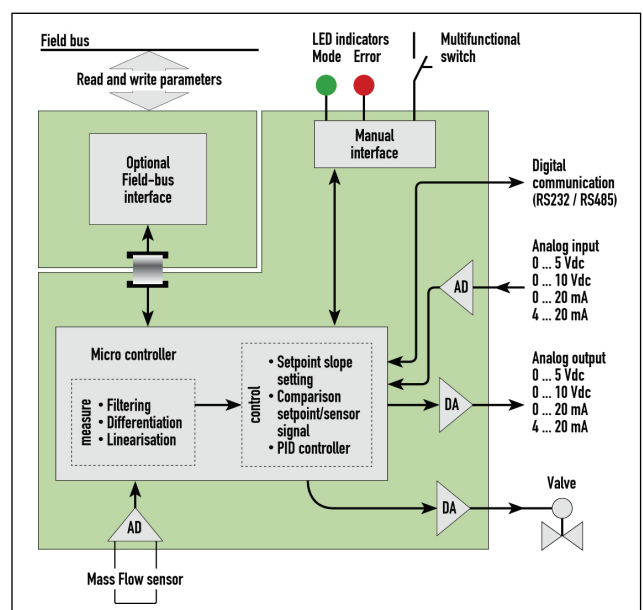 Field bus
Read and write parameters
LED indicators
Mode Error
Multifunctional
switch
Manual
interface
Optional
Field-bus
interface
Digital
communication
(RS232 / RS485)
Analog input
0 ... 5 Vdc
0 ... 10 Vdc
0 ... 20 mA
4 ... 20 mA
AD
Micro controller
measure
• Filtering
• Differentiation
• Linearisation
control
• Setpoint slope
setting
• Comparison
setpoint/sensor
signal
• PID controller
Analog output
0 ... 5 Vdc
0 ... 10 Vdc
0 ... 20 mA
4 ... 20 mA
DA
Valve
DA
AD
Mass Flow sensor